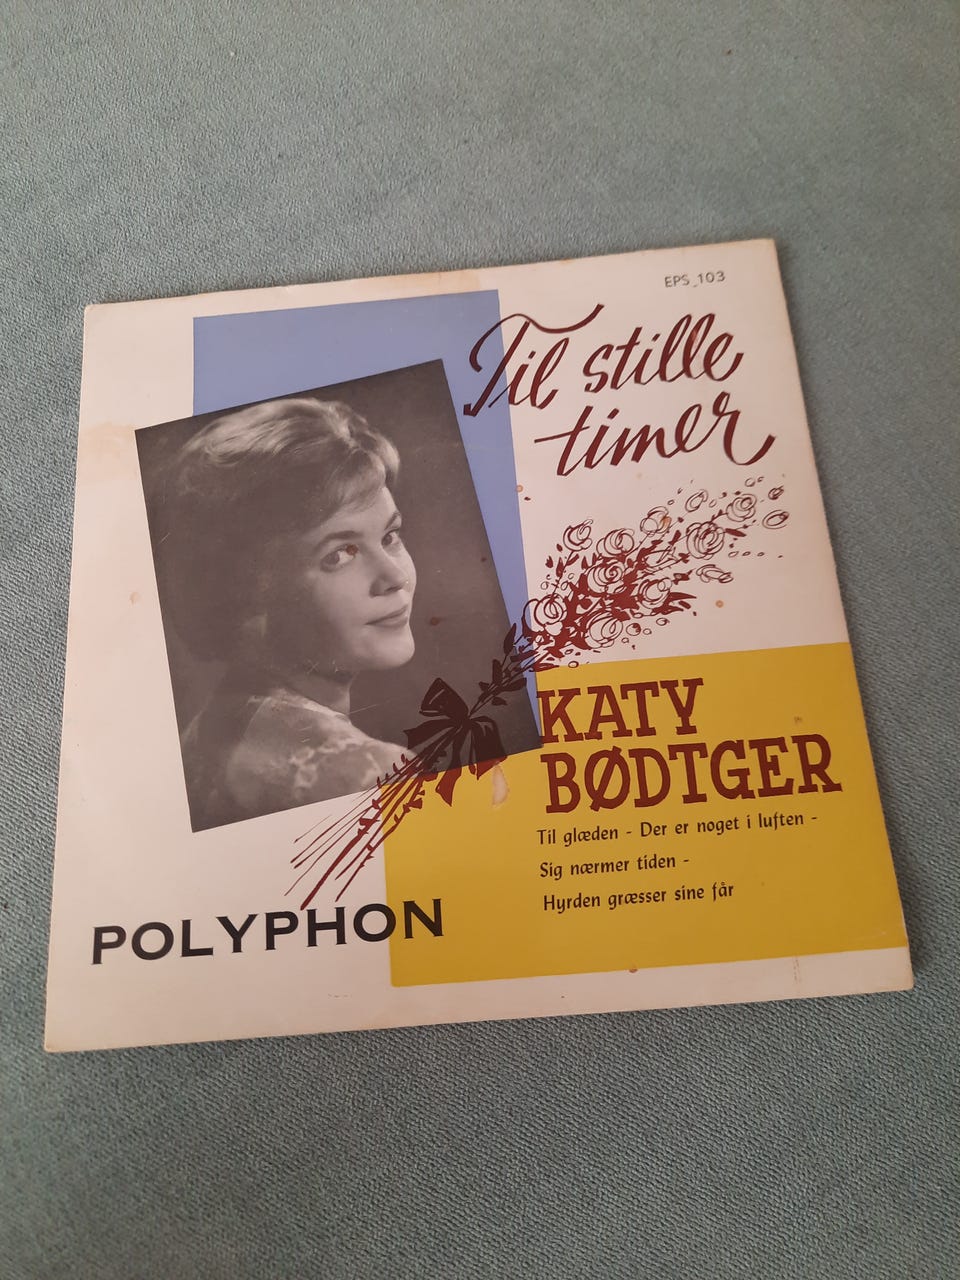 EPS 103
Til stille
timer
KATY
BØDTGER
Til glæden - Der er noget i luften -
Sig nærmer tiden -
Hyrden græsser sine får
POLYPHON